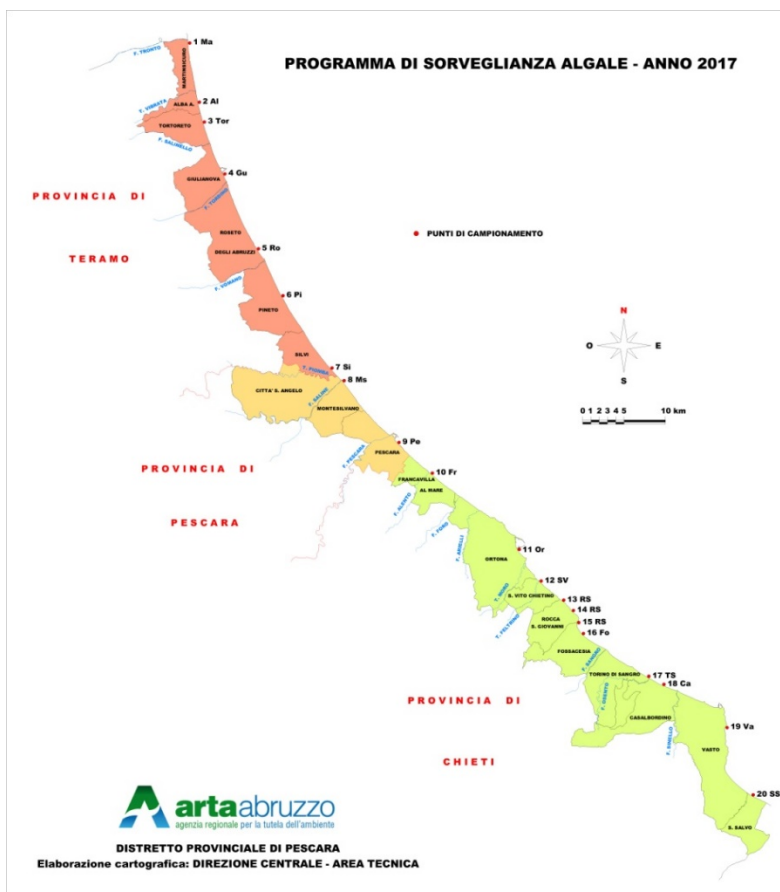 PROGRAMMA DI SORVEGLIANZA ALGALE - ANNO 2017
1 Ma
F. TRONTO
MARTINSICURO
T. VIBRATA
ALBA A.
2 Al
TORTORETO
3 Tor
F. SALINELLO
4 Gu
GIULIANOVA
PROVINCIA DI
TERAMO
F. TORDINO
ROSETO
DEGLI ABRUZZI
5 Ro
PUNTI DI CAMPIONAMENTO
F. VOMANO
6 Pi
PINETO
N
O E
S
SILVI
7 Si
T. PIOMBA
8 Ms
CITTA' S. ANGELO
F. SALINE
MONTESILVANO
0 1 2 3 4 5 10 km
9 Pe
PESCARA
F. PESCARA
PROVINCIA DI
PESCARA
10 Fr
FRANCAVILLA
AL MARE
F. ALENTO
F. FORO
T. ARIELLI
11 Or
ORTONA
12 SV
T. MORO
S. VITO CHIETINO
13 RS
14 RS
T. FELTRINO
ROCCA
S. GIOVANNI
15 RS
16 Fo
FOSSACESIA
F. SANGRO
TORINO DI SANGRO
17 TS
18 Ca
F. OSENTO
CASALBORDINO
F. SINELLO
PROVINCIA DI
CHIETI
19 Va
VASTO
20 SS
S. SALVO
artaabruzzo
agenzia regionale per la tutela dell'ambiente
DISTRETTO PROVINCIALE DI PESCARA
Elaborazione cartografica: DIREZIONE CENTRALE - AREA TECNICA